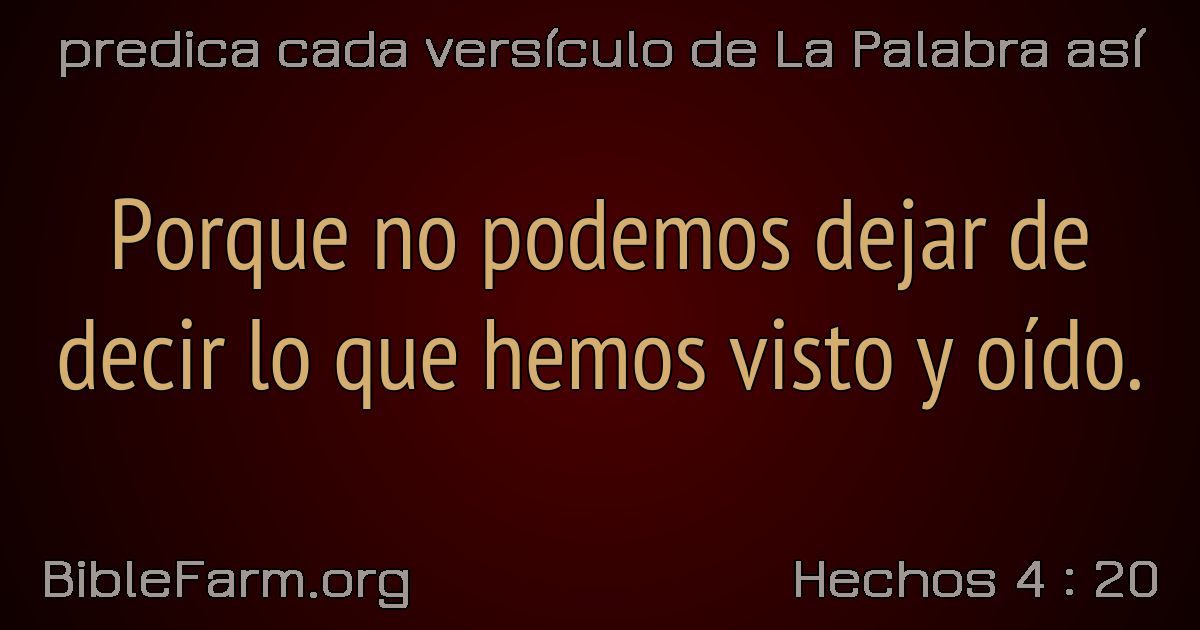 predica cada versículo de La Palabra así
Porque no podemos dejar de
decir lo que hemos visto y oído.
BibleFarm.org
Hechos 4 : 20